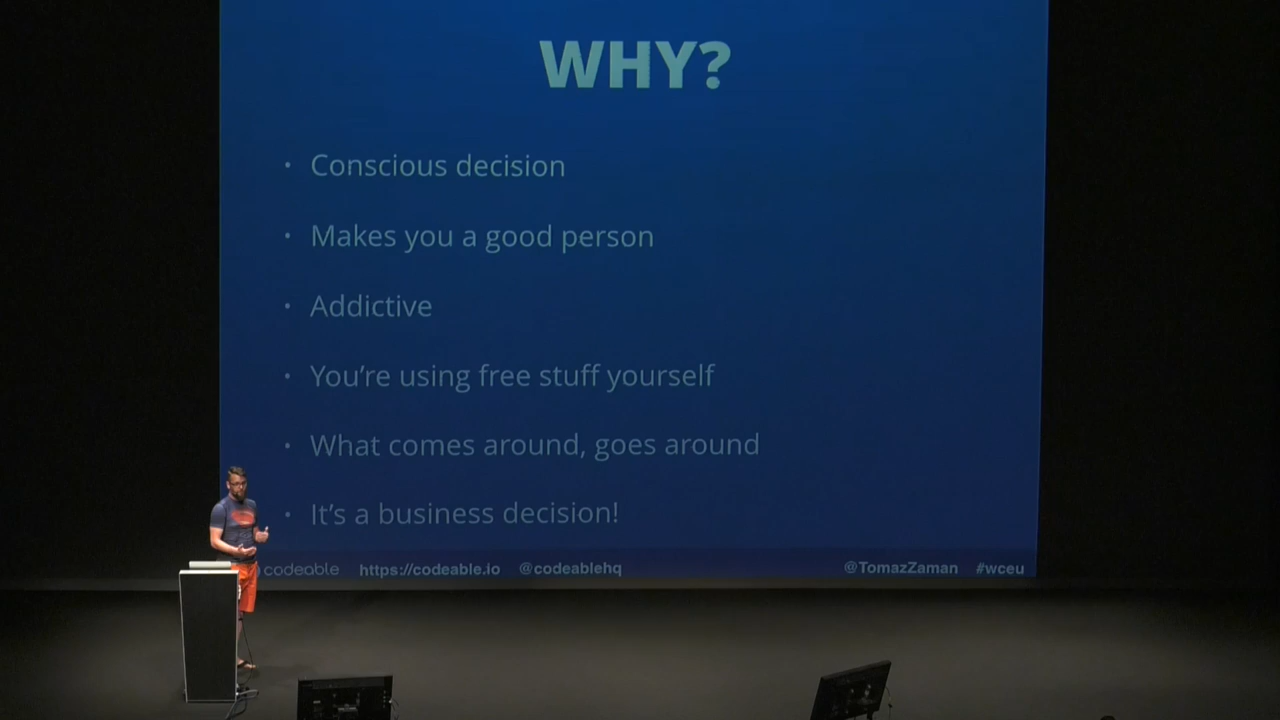 WHY?
• Conscious decision
• Makes you a good person
• Addictive
• You're using free stuff yourself
• What comes around, goes around
• It's a business decision!
codeable https://codeable.io @codeablehq @TomazZaman #wceu